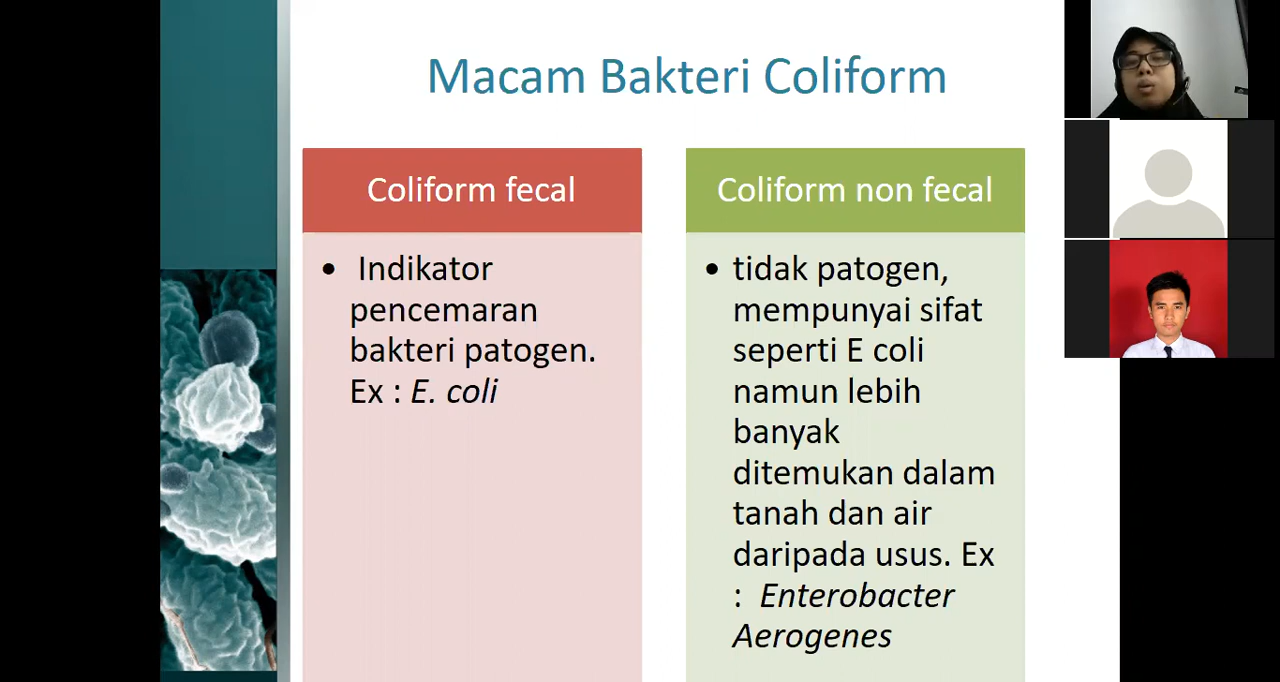 Macam Bakteri Coliform
Coliform fecal
• Indikator
pencemaran
bakteri patogen.
Ex : E. coli
Coliform non fecal
• tidak patogen,
mempunyai sifat
seperti E coli
namun lebih
banyak
ditemukan dalam
tanah dan air
daripada usus. Ex
: Enterobacter
Aerogenes